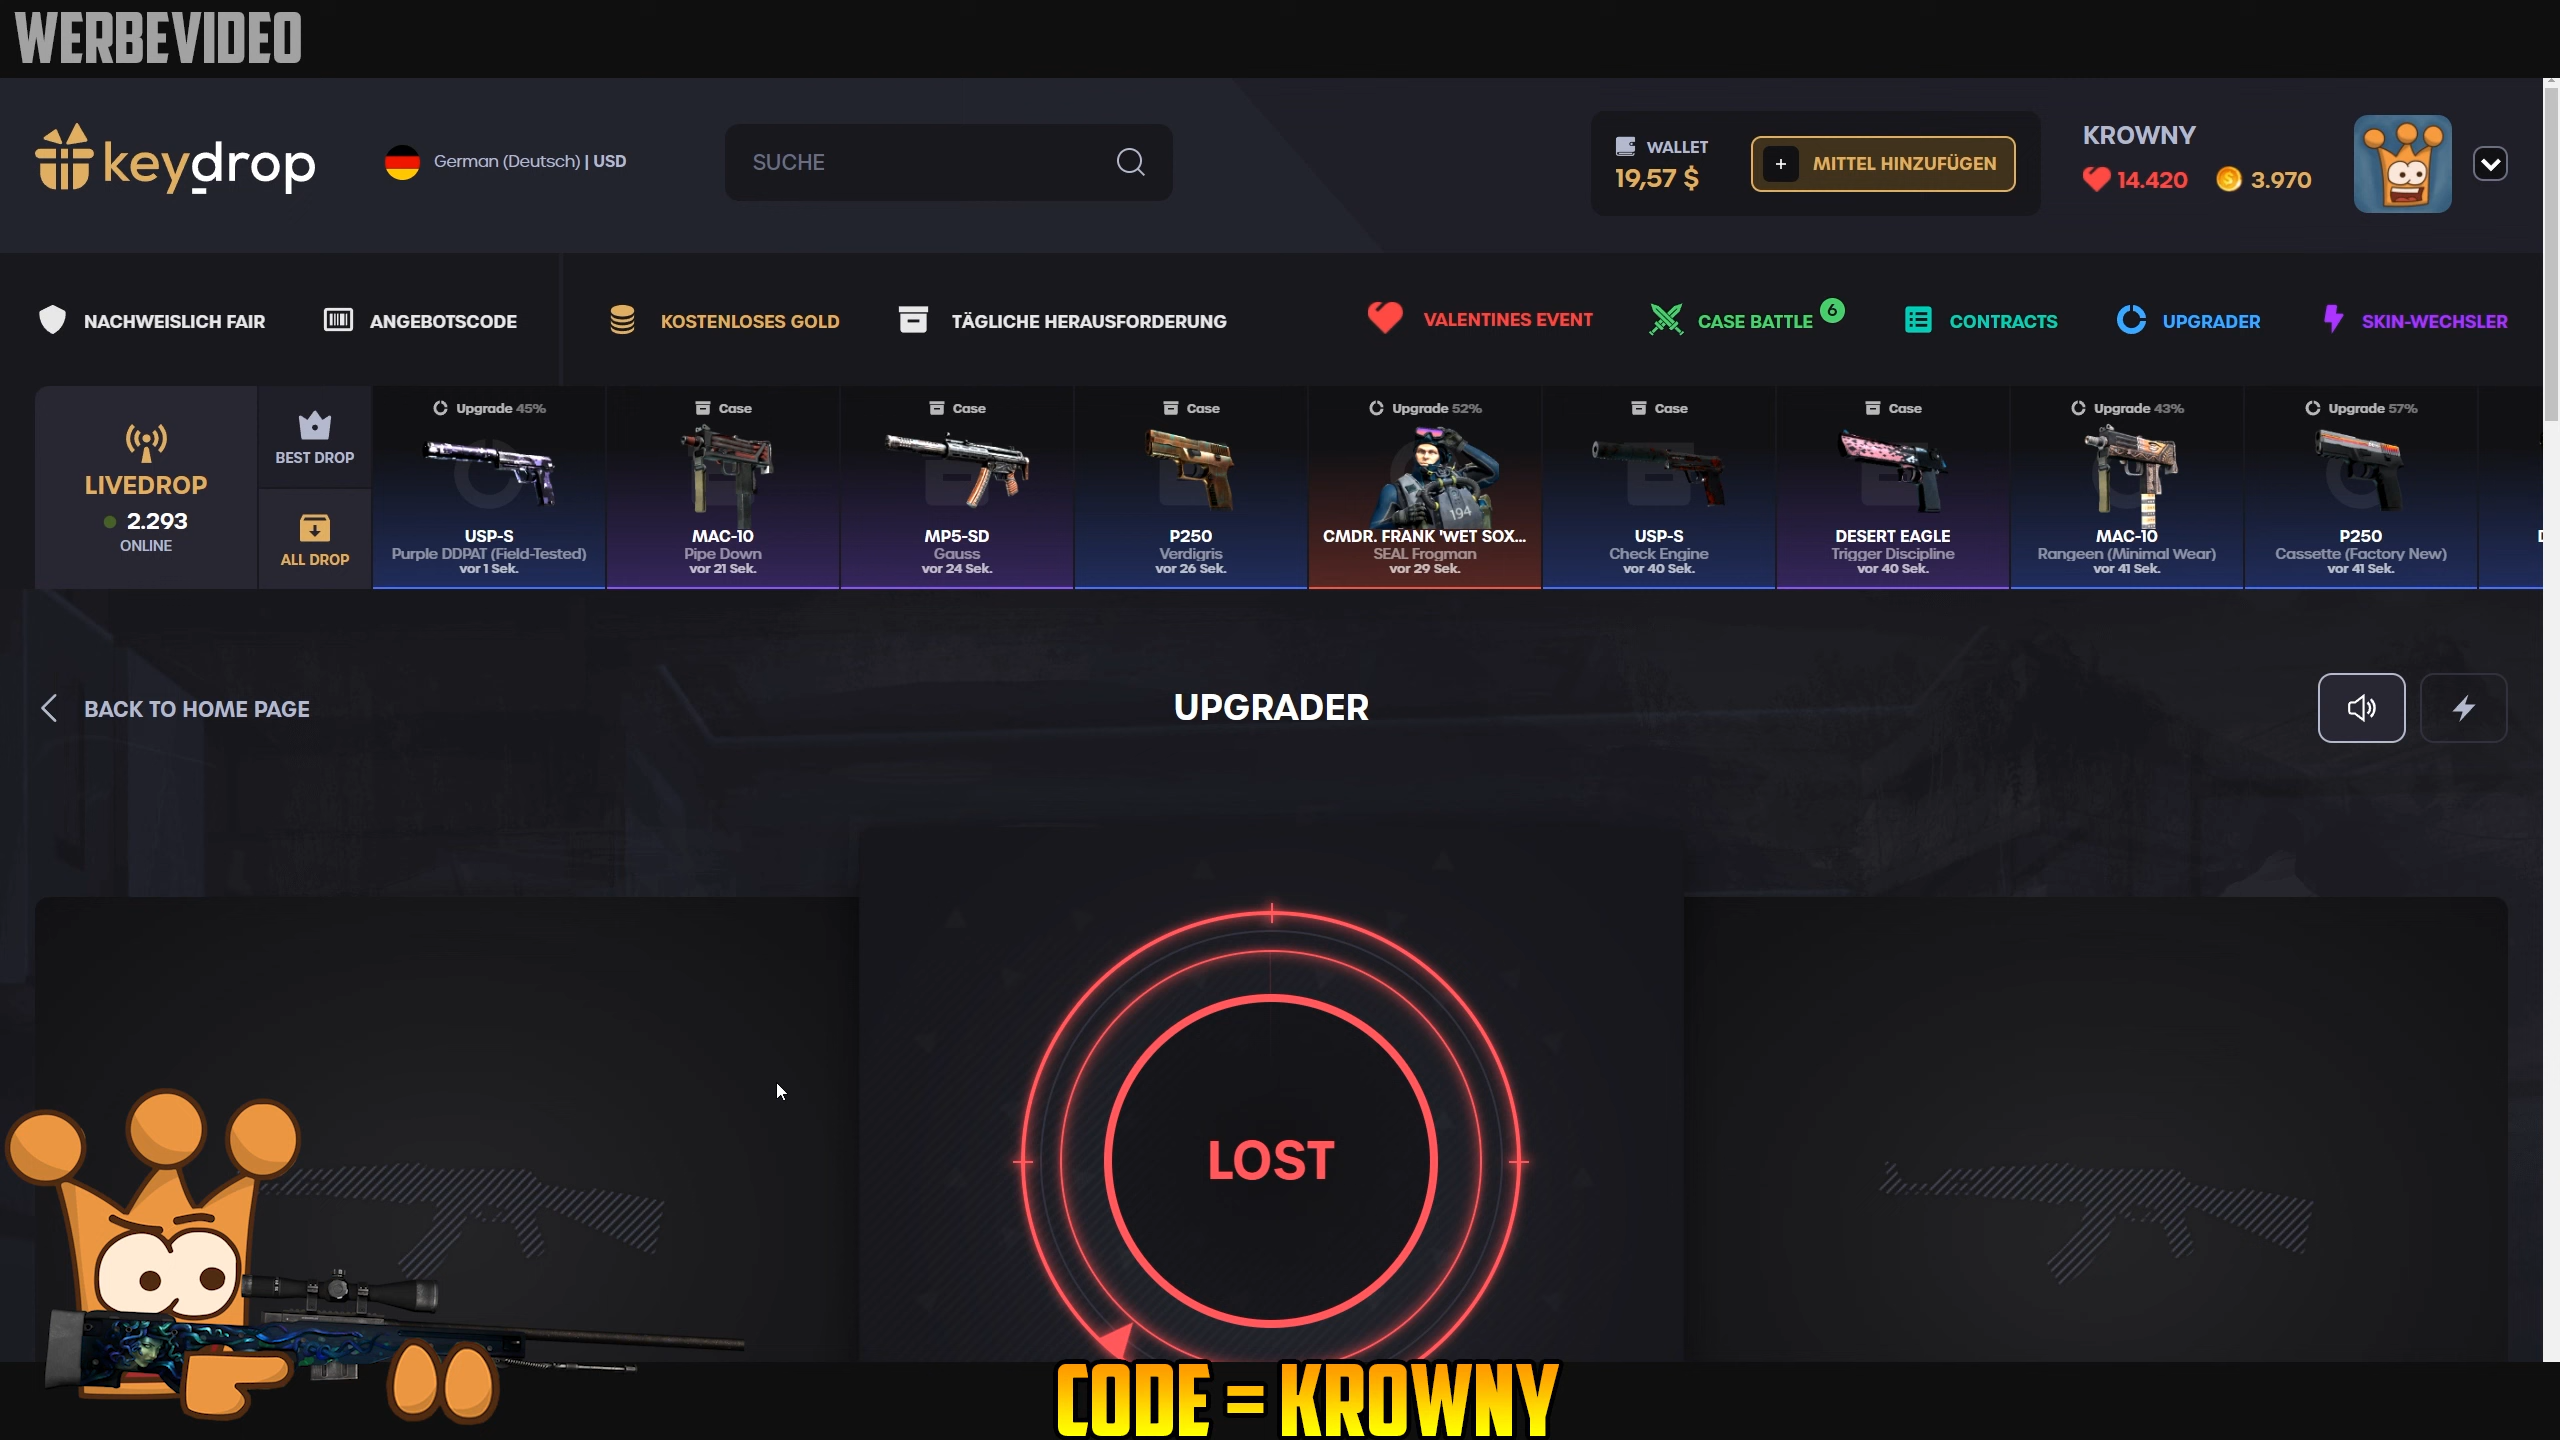 WERBEVIDEO
keydrop
German (Deutsch) | USD
SUCHE
WALLET
19,57 $
+ MITTEL HINZUFÜGEN
KROWNY
14.420
3.970
NACHWEISLICH FAIR
ANGEBOTSCODE
KOSTENLOSES GOLD
TÄGLICHE HERAUSFORDERUNG
VALENTINES EVENT
CASE BATTLE 6
CONTRACTS
UPGRADER
SKIN-WECHSLER
LIVEDROP
2.293
ONLINE
BEST DROP
ALL DROP
Upgrade 45%
USP-S
Purple DDPAT (Field-Tested)
vor 1 Sek.
Case
MAC-10
Pipe Down
vor 21 Sek.
Case
MP5-SD
Gauss
vor 24 Sek.
Case
P250
Verdigris
vor 26 Sek.
Upgrade 52%
194
CMDR. FRANK 'WET SOX...
SEAL Frogman
vor 29 Sek.
Case
USP-S
Check Engine
vor 40 Sek.
Case
DESERT EAGLE
Trigger Discipline
vor 40 Sek.
Upgrade 43%
MAC-10
Rangeen (Minimal Wear)
vor 41 Sek.
Upgrade 57%
P250
Cassette (Factory New)
vor 41 Sek.
BACK TO HOME PAGE
UPGRADER
LOST
CODE = KROWNY